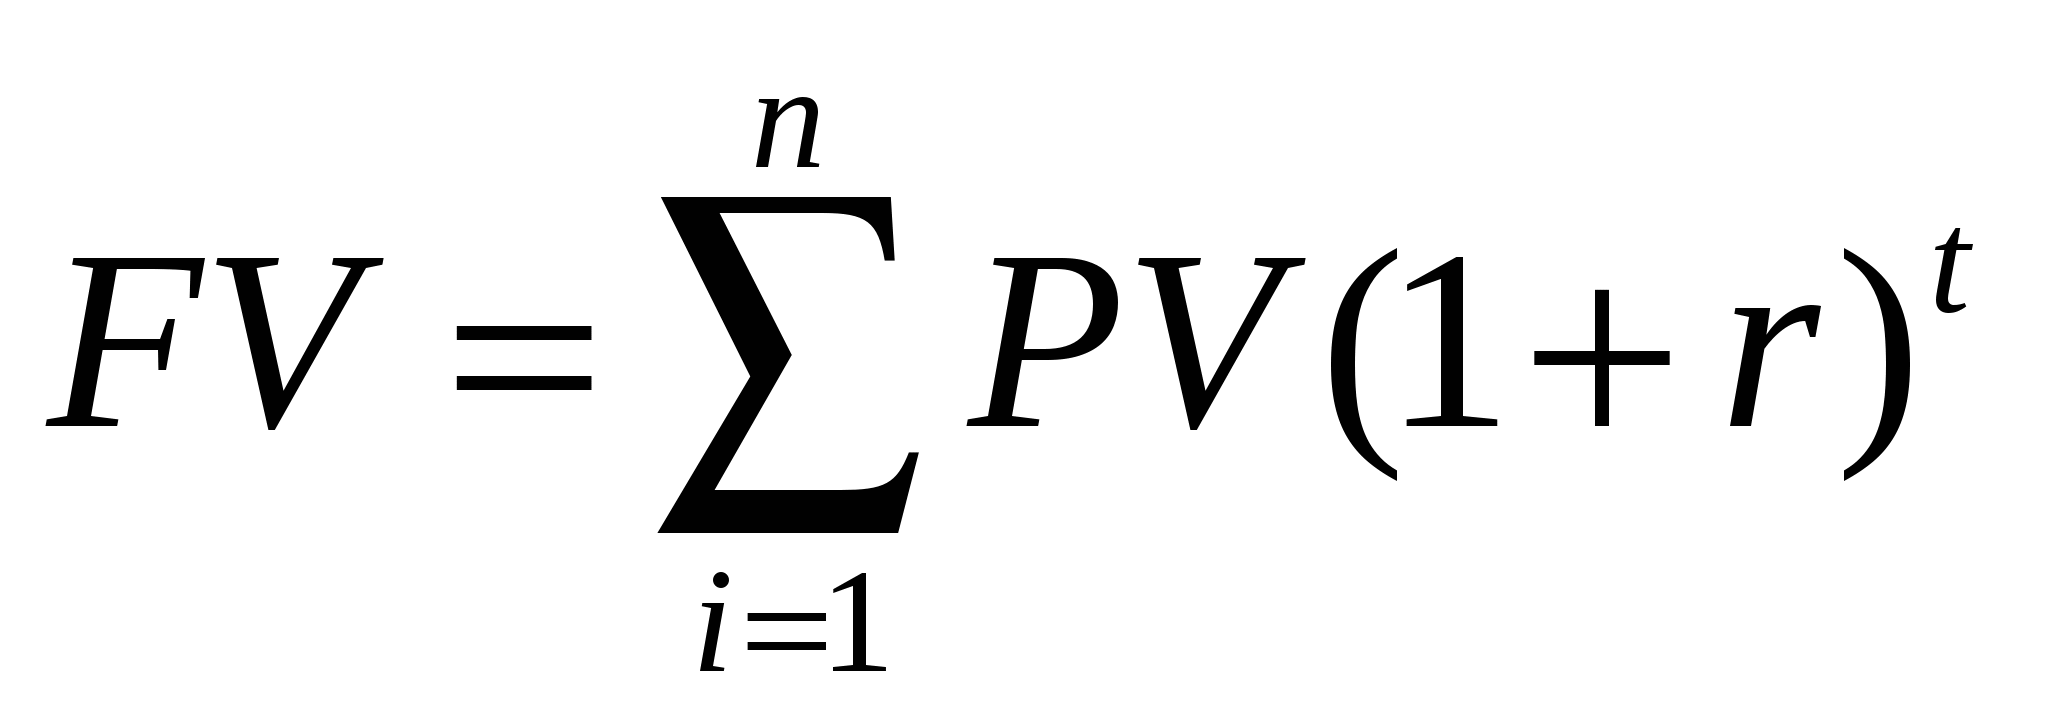 n
FV = ∑ PV(1 + r)^t
i=1